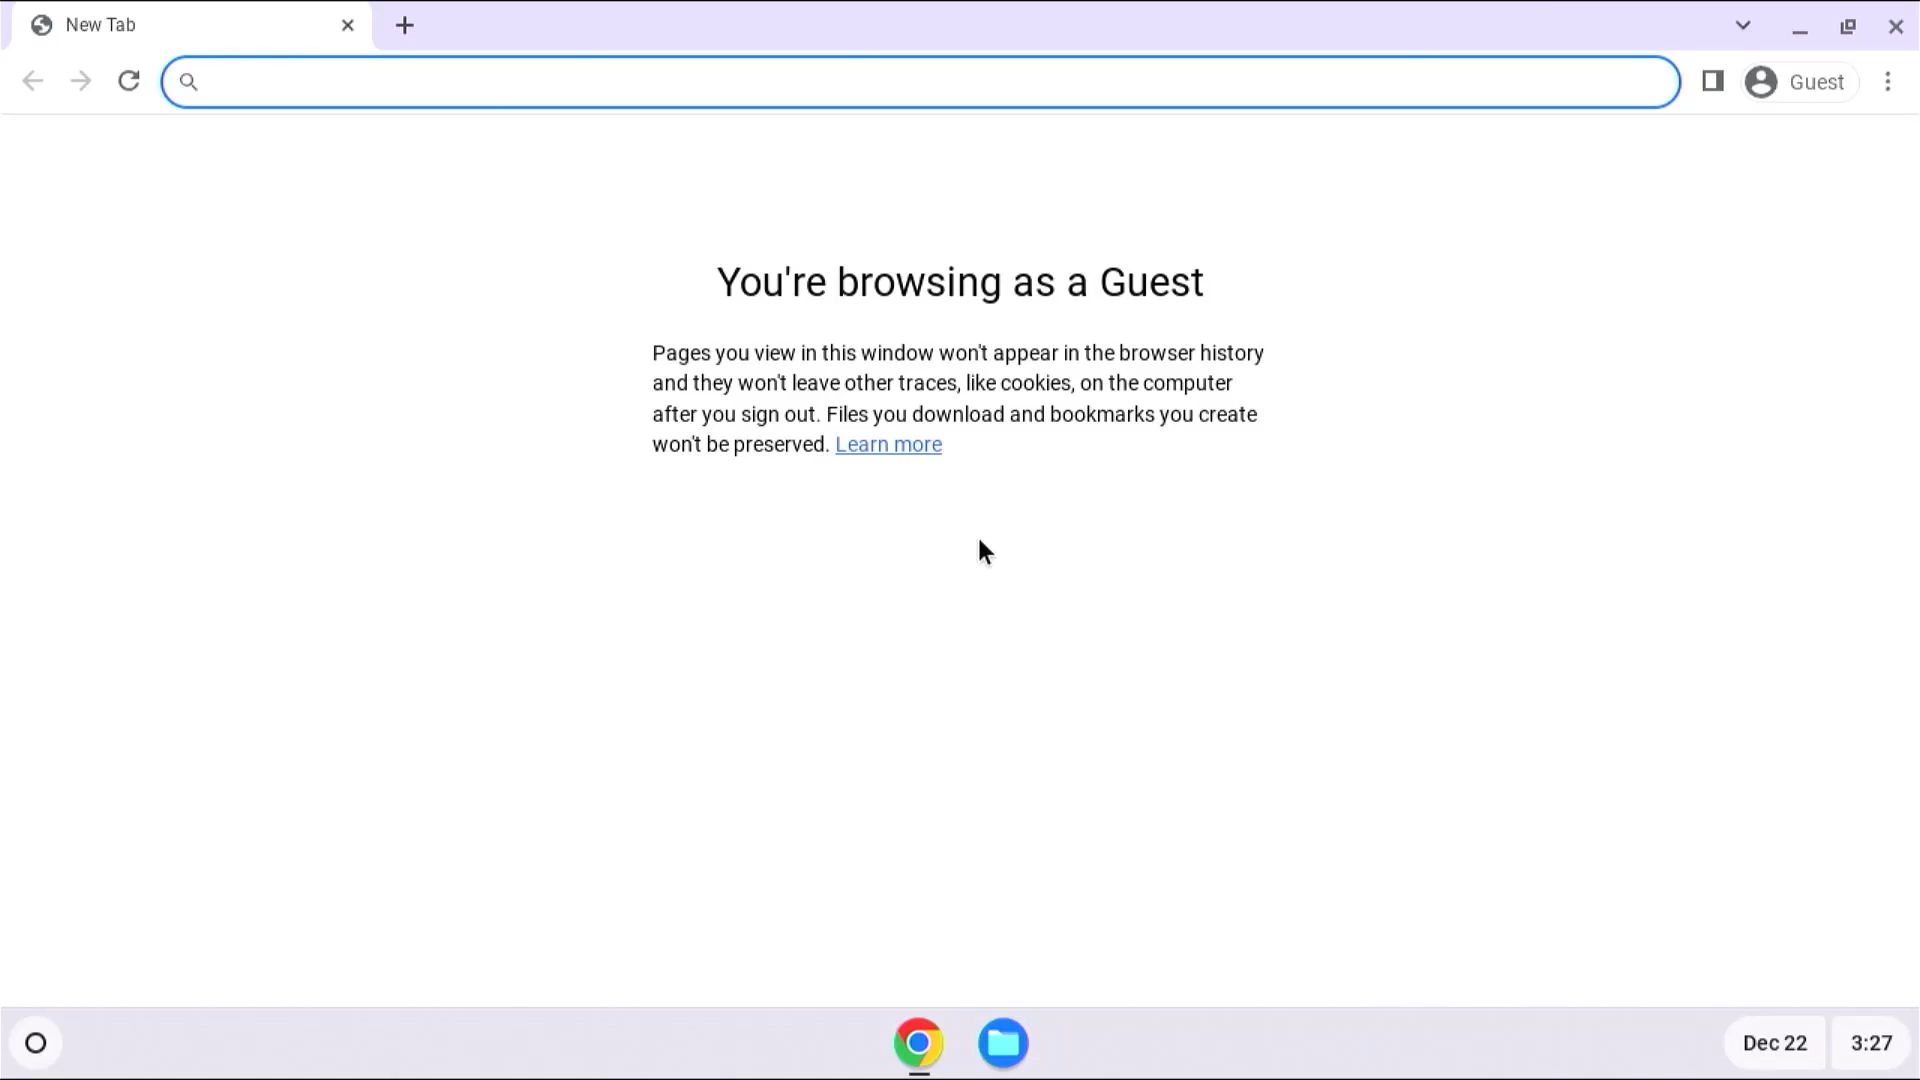 New Tab
Guest
You're browsing as a Guest
Pages you view in this window won't appear in the browser history
and they won't leave other traces, like cookies, on the computer
after you sign out. Files you download and bookmarks you create
won't be preserved. Learn more
Dec 22
3:27